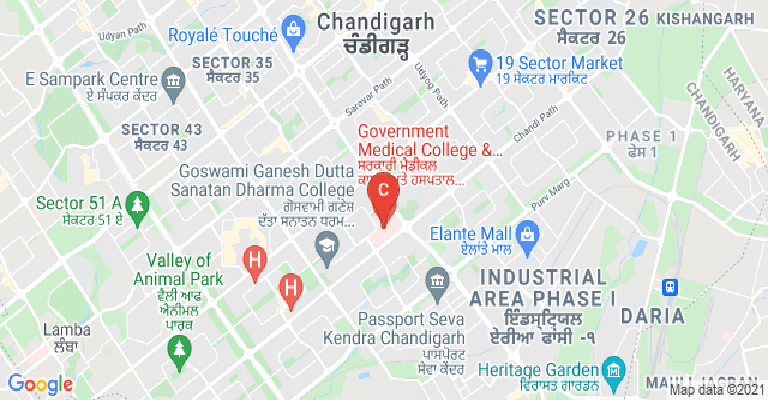 Chandigarh
ਚੰਡੀਗੜ੍ਹ
SECTOR 26
ਸੈਕਟਰ 26
KISHANGARH
Udyan Path
Royalé Touché
SECTOR 35
ਸੈਕਟਰ 35
E Sampark Centre
ਏ ਸੰਪਰਕ ਕੇਂਦਰ
Udyog Path
19 Sector Market
19 ਸੈਕਟਰ ਮਾਰਕਿਟ
HARYANA
CHANDIGARH
Satovar Path
Chandi Path
SECTOR 43
ਸੈਕਟਰ 43
Government
Medical College &...
ਸਰਕਾਰੀ ਮੈਡੀਕਲ
PHASE 1
ਫੇਸ 1
Goswami Ganesh Dutta
Sanatan Dharma College
ਗੋਸਵਾਮੀ ਗਣੇਸ਼
ਦੱਤਾ ਸਨਾਤਨ ਧਰਮ...
ਹਸਪਤਾਲ...
C
Purv Marg
Sector 51 A
ਸੈਕਟਰ 51 ਏ
Elante Mall
ਏਲਾਂਤੇ ਮਾਲ
Valley of
Animal Park
ਵੈਲੀ ਆਫ
ਐਨੀਮਲ
ਪਾਰਕ
H
H
INDUSTRIAL
AREA PHASE I
ਇੰਡਸਟ੍ਰਿਯਲ
ਏਰੀਆ ਫਾਂਸੀ -੧
DARIA
Passport Seva
Kendra Chandigarh
ਪਾਸਪੋਰਟ
ਸੇਵਾ ਕੇਂਦਰ
Lamba
ਲੰਬਾ
Heritage Garden
ਵਿਰਾਸਤ ਗਾਰਡਨ
MAULI JAGRAN
Google
Map data ©2021